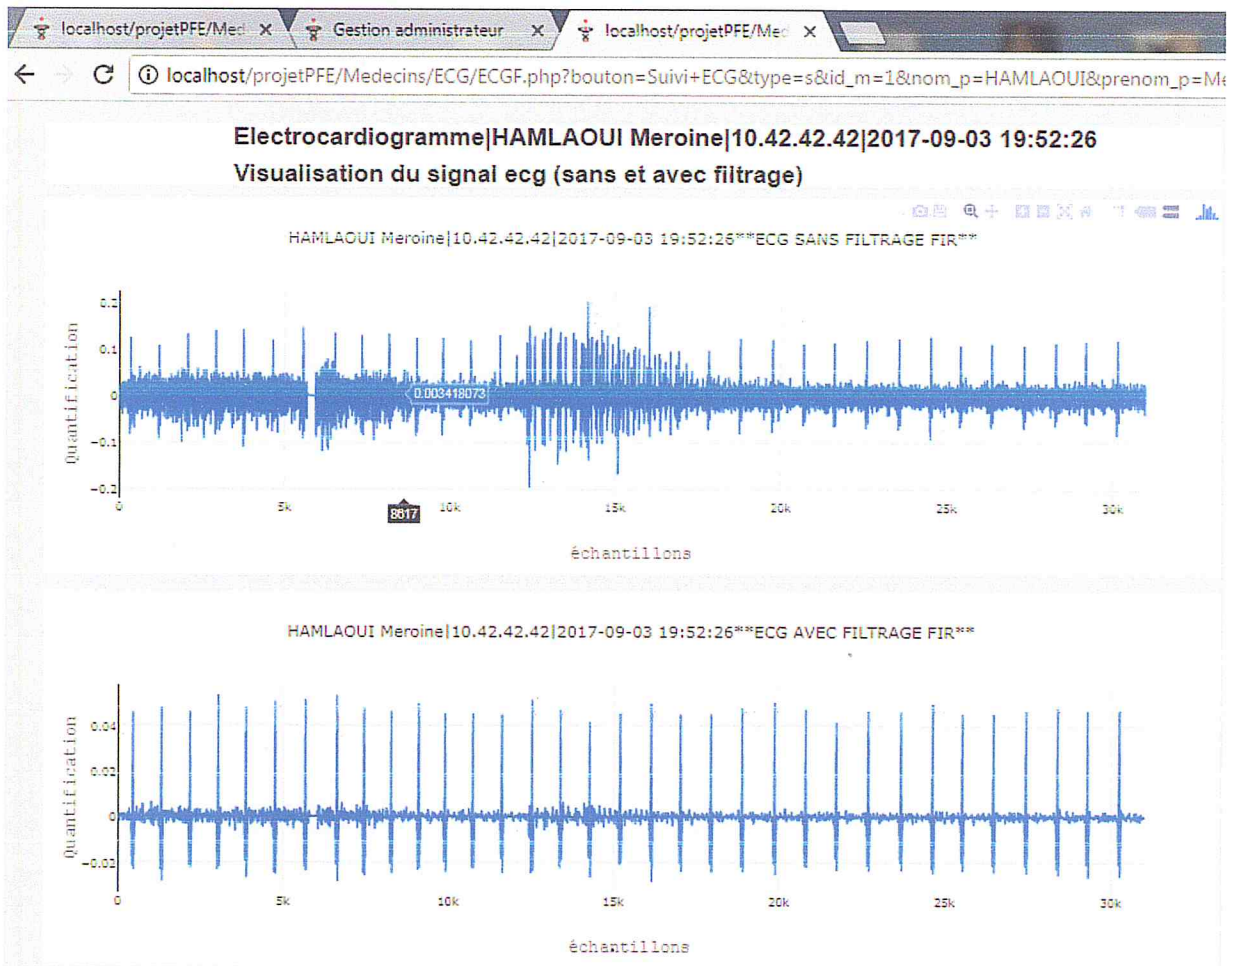 localhost/projetPFE/Med
Gestion administrateur
localhost/projetPFE/Med
localhost/projetPFE/Medecins/ECG/ECGF.php?bouton=Suivi+ECG&type=s&id_m=1&nom_p=HAMLAOUI&prenom_p=Me
Electrocardiogramme|HAMLAOUI Meroine|10.42.42.42|2017-09-03 19:52:26
Visualisation du signal ecg (sans et avec filtrage)
HAMLAOUI Meroine|10.42.42.42|2017-09-03 19:52:26**ECG SANS FILTRAGE FIR**
Quantification
0.2
0.1
0
−0.1
−0.2
0.003418073
0 5k 8617 10k 15k 20k 25k 30k
échantillons
HAMLAOUI Meroine|10.42.42.42|2017-09-03 19:52:26**ECG AVEC FILTRAGE FIR**
Quantification
0.04
0.02
0
−0.02
0 5k 10k 15k 20k 25k 30k
échantillons